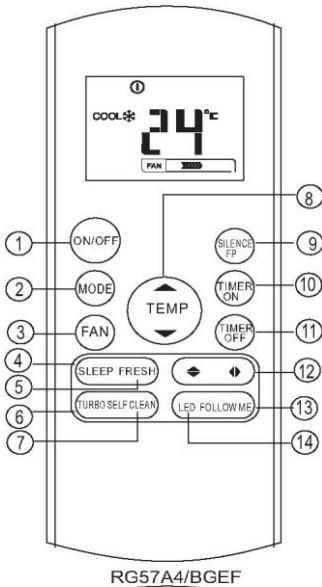 COOL 24°C
FAN
8
1 ON/OFF SILENCE FP 9
2 MODE TEMP TIMER ON 10
3 FAN TIMER OFF 11
4 SLEEP FRESH 12
5
6 TURBO SELF CLEAN LED FOLLOW ME 13
7 14
RG57A4/BGEF